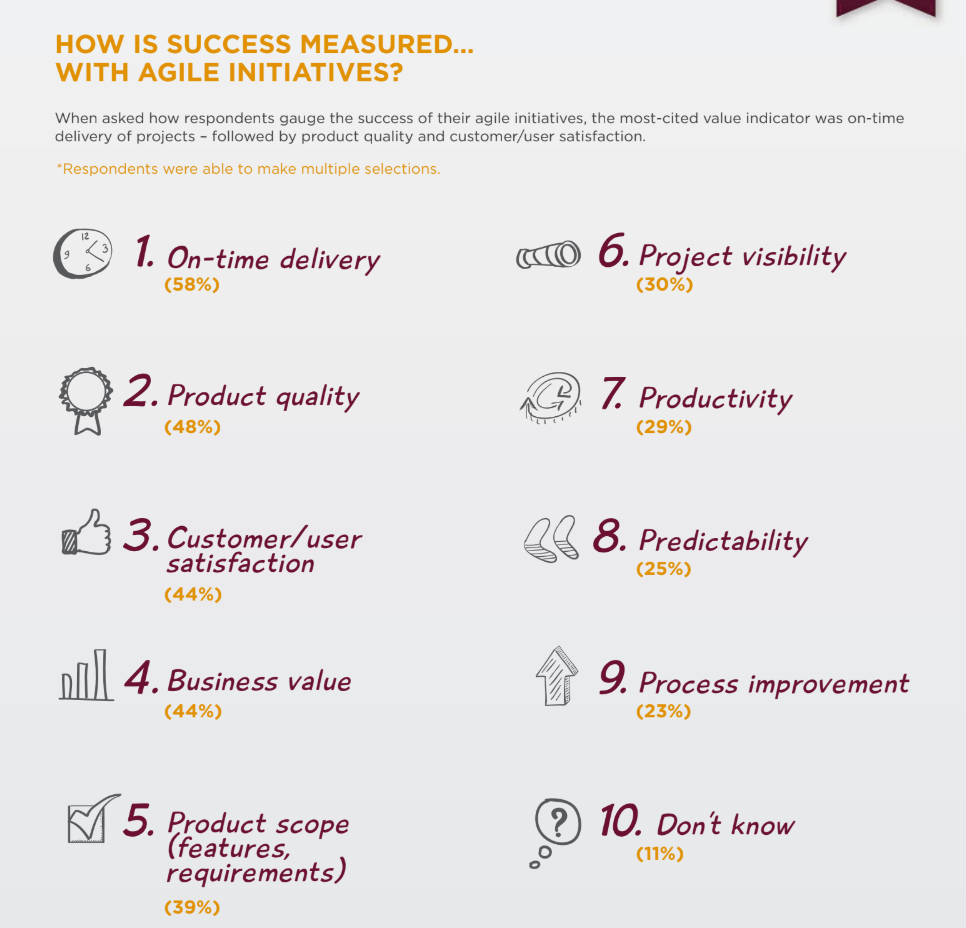 HOW IS SUCCESS MEASURED...
WITH AGILE INITIATIVES?
When asked how respondents gauge the success of their agile initiatives, the most-cited value indicator was on-time
delivery of projects – followed by product quality and customer/user satisfaction.
*Respondents were able to make multiple selections.
12
9
3
6
1. On-time delivery
(58%)
2. Product quality
(48%)
3. Customer/user
satisfaction
(44%)
4. Business value
(44%)
5. Product scope
(features,
requirements)
(39%)
6. Project visibility
(30%)
7. Productivity
(29%)
8. Predictability
(25%)
9. Process improvement
(23%)
?
10. Don't know
(11%)